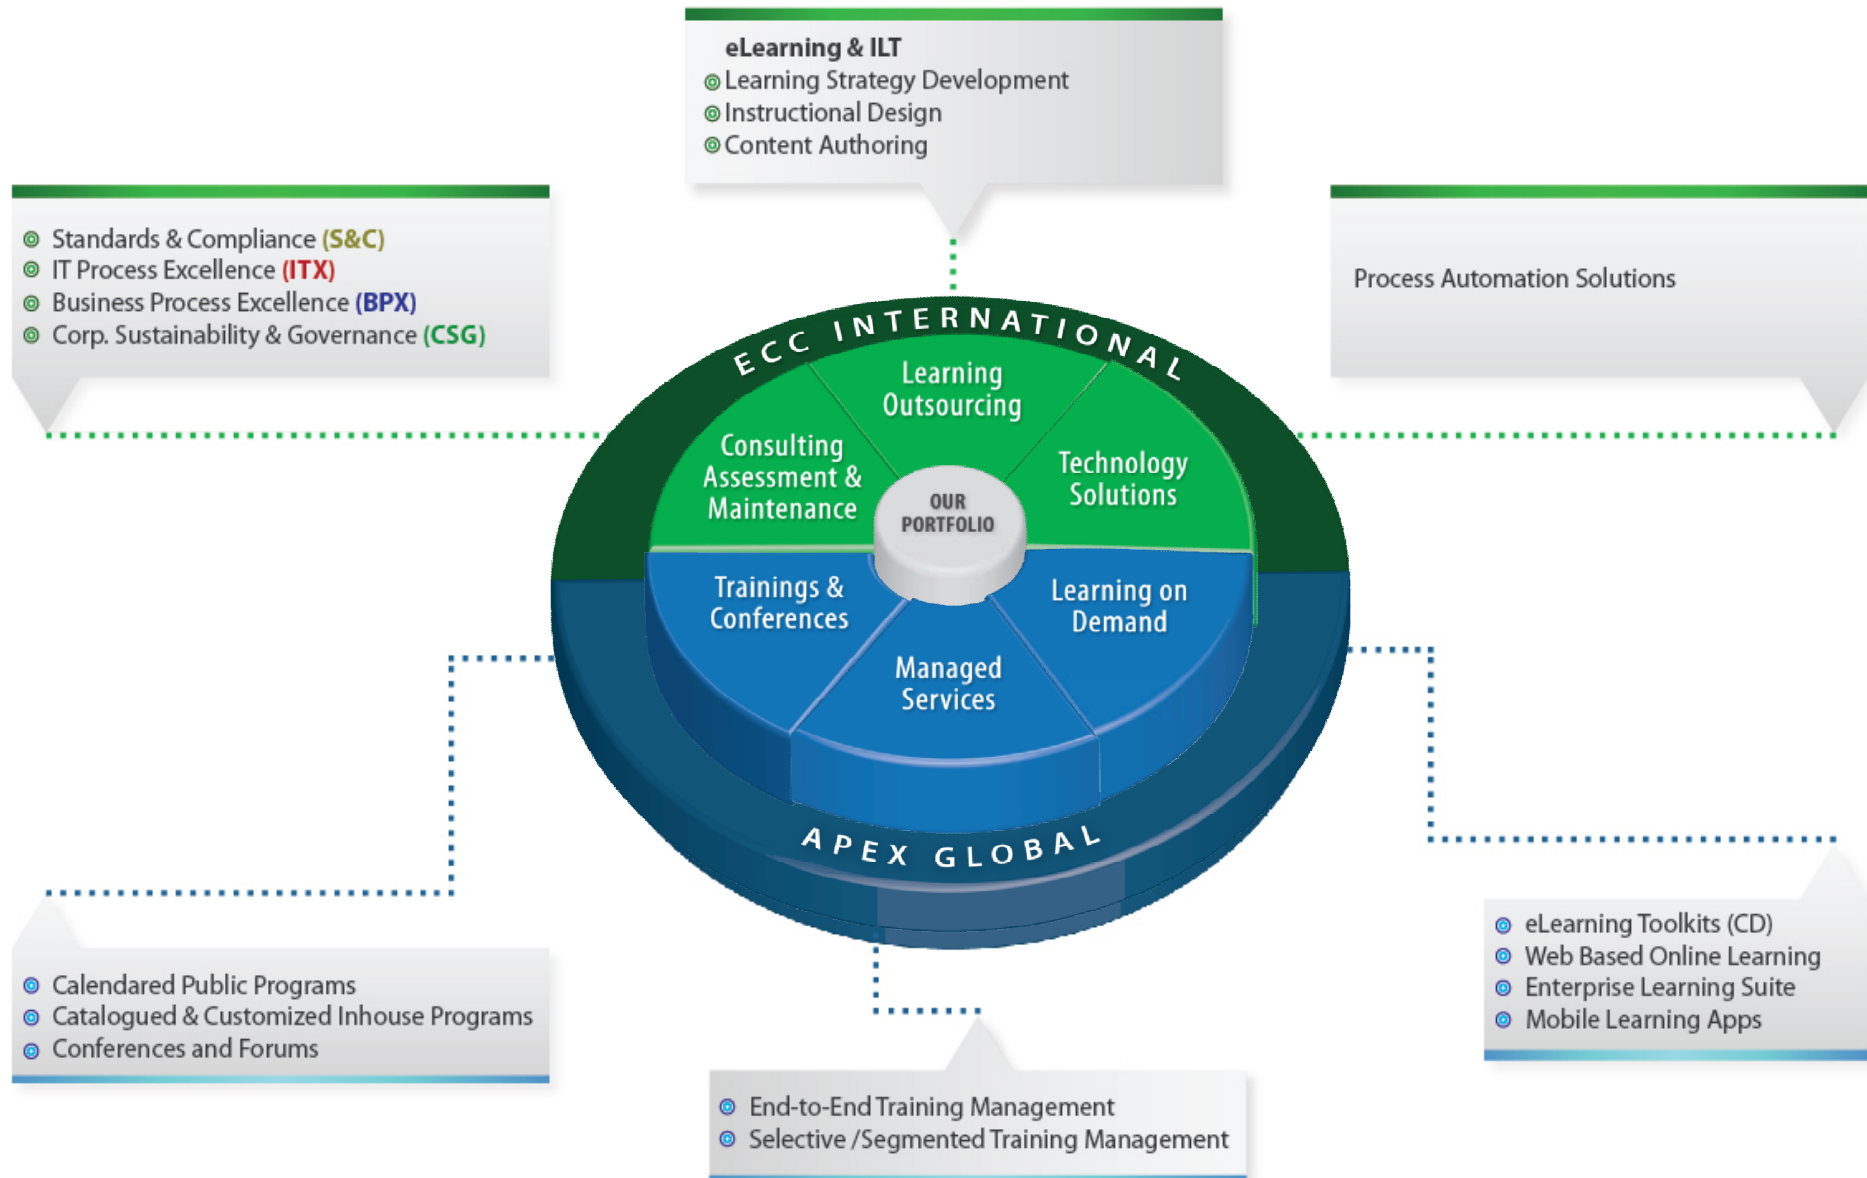 eLearning & ILT
Learning Strategy Development
Instructional Design
Content Authoring
Standards & Compliance (S&C)
IT Process Excellence (ITX)
Business Process Excellence (BPX)
Corp. Sustainability & Governance (CSG)
Process Automation Solutions
ECC INTERNATIONAL
Learning
Outsourcing
Consulting
Assessment &
Maintenance
Technology
Solutions
OUR
PORTFOLIO
Trainings &
Conferences
Learning on
Demand
Managed
Services
APEX GLOBAL
Calendared Public Programs
Catalogued & Customized Inhouse Programs
Conferences and Forums
eLearning Toolkits (CD)
Web Based Online Learning
Enterprise Learning Suite
Mobile Learning Apps
End-to-End Training Management
Selective /Segmented Training Management